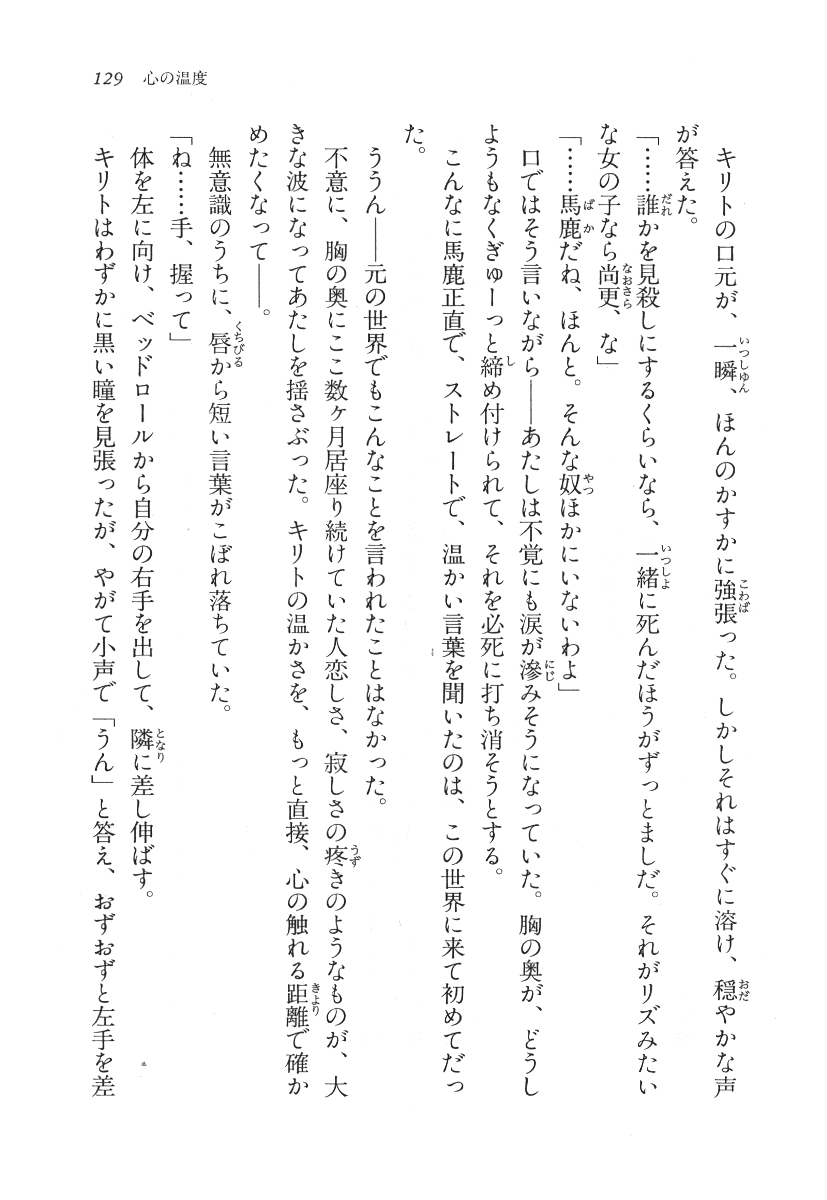 129 心の温度
キリトの口元が、一瞬、ほんのかすかに強張った。しかしそれはすぐに溶け、穏やかな声
が答えた。
「……誰かを見殺しにするくらいなら、一緒に死んだほうがずっとましだ。それがリズみたい
な女の子なら尚更、な」
「……馬鹿だね、ほんと。そんな奴ほかにいないわよ」
口ではそう言いながら――あたしは不覚にも涙が滲みそうになっていた。胸の奥が、どうし
ようもなくぎゅーっと締め付けられて、それを必死に打ち消そうとする。
こんなに馬鹿正直で、ストレートで、温かい言葉を聞いたのは、この世界に来て初めてだっ
た。
ううん――元の世界でもこんなことを言われたことはなかった。
不意に、胸の奥にここ数ヶ月居座り続けていた人恋しさ、寂しさの疼きのようなものが、大
きな波になってあたしを揺さぶった。キリトの温かさを、もっと直接、心の触れる距離で確か
めたくなって――。
無意識のうちに、唇から短い言葉がこぼれ落ちていた。
「ね……手、握って」
体を左に向け、ベッドロールから自分の右手を出して、隣に差し伸ばす。
キリトはわずかに黒い瞳を見張ったが、やがて小声で「うん」と答え、おずおずと左手を差